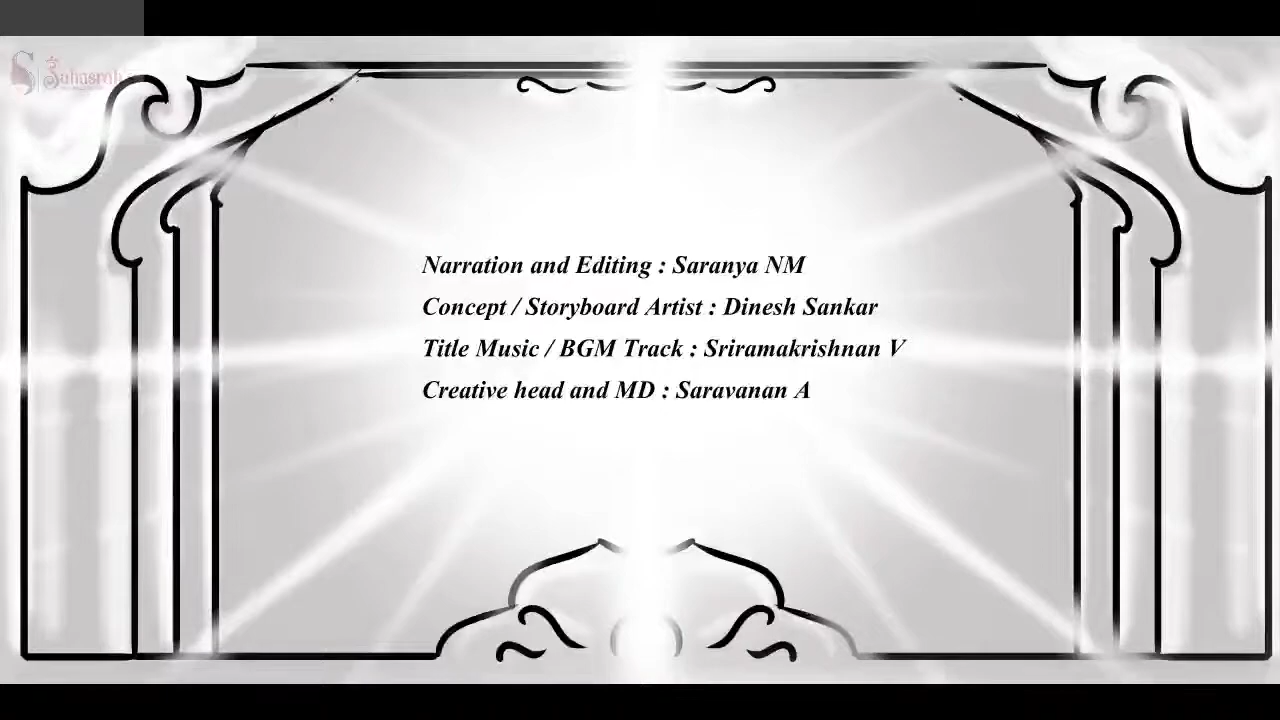 Sahasrah
Narration and Editing : Saranya NM
Concept / Storyboard Artist : Dinesh Sankar
Title Music / BGM Track : Sriramakrishnan V
Creative head and MD : Saravanan A